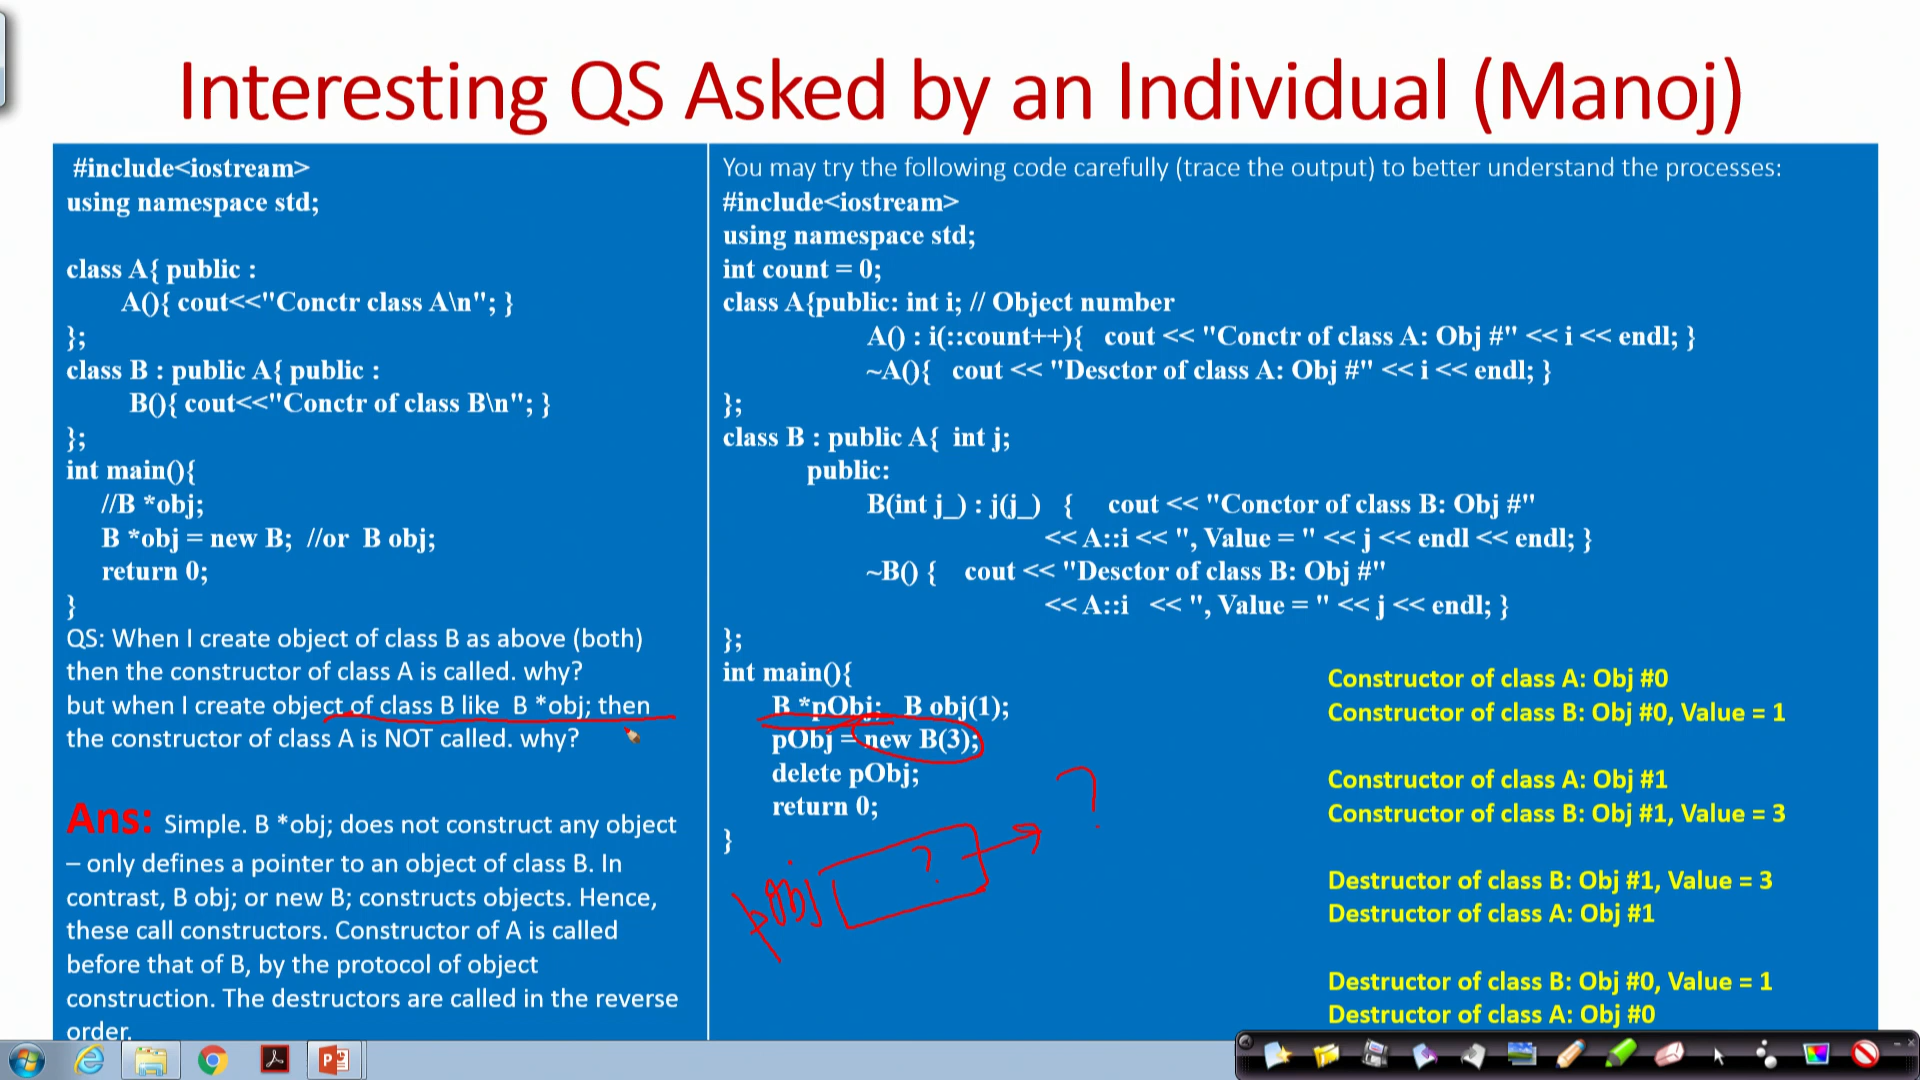 Interesting QS Asked by an Individual (Manoj)
#include<iostream>
using namespace std;
class A{ public :
A(){ cout<<"Conctr class A\n"; }
};
class B : public A{ public :
B(){ cout<<"Conctr of class B\n"; }
};
int main(){
//B *obj;
B *obj = new B;  //or  B obj;
return 0;
}
QS: When I create object of class B as above (both)
then the constructor of class A is called. why?
but when I create object of class B like  B *obj; then
the constructor of class A is NOT called. why?
Ans: Simple. B *obj; does not construct any object
– only defines a pointer to an object of class B. In
contrast, B obj; or new B; constructs objects. Hence,
these call constructors. Constructor of A is called
before that of B, by the protocol of object
construction. The destructors are called in the reverse
order.
You may try the following code carefully (trace the output) to better understand the processes:
#include<iostream>
using namespace std;
int count = 0;
class A{public: int i; // Object number
A() : i(::count++){   cout << "Conctr of class A: Obj #" << i << endl; }
~A(){   cout << "Desctor of class A: Obj #" << i << endl; }
};
class B : public A{  int j;
public:
B(int j_) : j(j_)   {    cout << "Conctor of class B: Obj #"
<< A::i << ", Value = " << j << endl << endl; }
~B() {   cout << "Desctor of class B: Obj #"
<< A::i   << ", Value = " << j << endl; }
};
int main(){
B *pObj;   B obj(1);
pObj = new B(3);
delete pObj;
return 0;
}
?
pObj ?
Constructor of class A: Obj #0
Constructor of class B: Obj #0, Value = 1
Constructor of class A: Obj #1
Constructor of class B: Obj #1, Value = 3
Destructor of class B: Obj #1, Value = 3
Destructor of class A: Obj #1
Destructor of class B: Obj #0, Value = 1
Destructor of class A: Obj #0